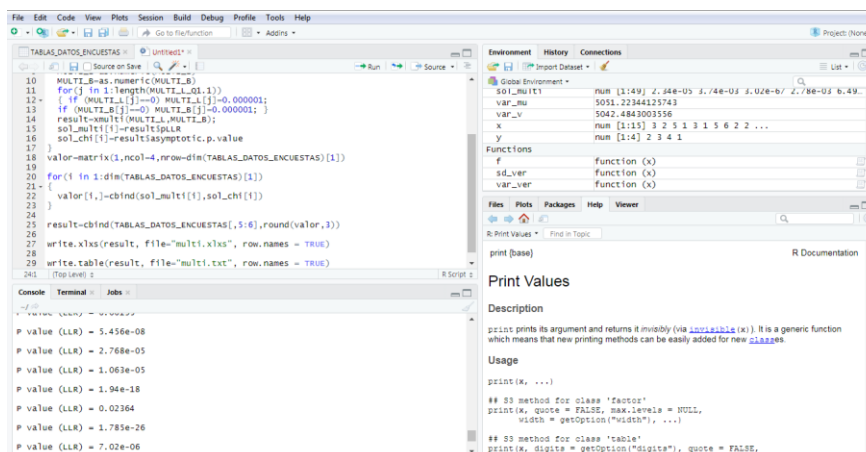 File Edit Code View Plots Session Build Debug Profile Tools Help
Go to file/function Addins Project: (None
TABLAS_DATOS_ENCUESTAS × Untitled1* ×
Source on Save Run Source
10 MULTI_B=as.numeric(MULTI_B)
11 for(j in 1:length(MULTI_L_Q1.1))
12 { if (MULTI_L[j]==0) MULTI_L[j]=0.000001;
13 if (MULTI_B[j]==0) MULTI_B[j]=0.000001; }
14 result=xmulti(MULTI_L,MULTI_B);
15 sol_multi[i]=result$pLLR
16 sol_chi[i]=result$asymptotic.p.value
17 }
18 valor=matrix(1,ncol=4,nrow=dim(TABLAS_DATOS_ENCUESTAS)[1])
19
20 for(i in 1:dim(TABLAS_DATOS_ENCUESTAS)[1])
21 {
22 valor[i,]=cbind(sol_multi[i],sol_chi[i])
23 }
24
25 result=cbind(TABLAS_DATOS_ENCUESTAS[,5:6],round(valor,3))
26
27 write.xlxs(result, file="multi.xlxs", row.names = TRUE)
28
29 write.table(result, file="multi.txt", row.names = TRUE)
24:1 (Top Level) R Script
Console Terminal × Jobs ×
~/
P value (LLR) = 5.456e-08
P value (LLR) = 2.768e-05
P value (LLR) = 1.063e-05
P value (LLR) = 1.94e-18
P value (LLR) = 0.02364
P value (LLR) = 1.785e-26
P value (LLR) = 7.02e-06
Environment History Connections
Import Dataset List
Global Environment
sol_multi num [1:49] 2.34e-05 3.74e-03 3.02e-67 2.78e-03 6.49…
var_mu 5051.22344125743
var_v 5042.4843003556
x num [1:15] 3 2 5 1 3 1 5 6 2 2 ...
y num [1:4] 2 3 4 1
Functions
f function (x)
sd_ver function (x)
var_ver function (x)
Files Plots Packages Help Viewer
R: Print Values Find in Topic
print {base} R Documentation
Print Values
Description
print prints its argument and returns it invisibly (via invisible(x)). It is a generic function
which means that new printing methods can be easily added for new classes.
Usage
print(x, ...)
## S3 method for class 'factor'
print(x, quote = FALSE, max.levels = NULL,
width = getOption("width"), ...)
## S3 method for class 'table'
print(x, digits = getOption("digits"), quote = FALSE,